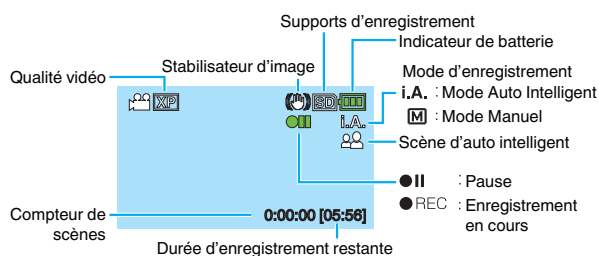 Supports d'enregistrement
Indicateur de batterie
Stabilisateur d'image
Qualité vidéo
Mode d'enregistrement
i.A. : Mode Auto Intelligent
M : Mode Manuel
XP
SD
i.A.
Scène d'auto intelligent
●II : Pause
●REC : Enregistrement
en cours
Compteur de
scènes
0:00:00 [05:56]
Durée d'enregistrement restante